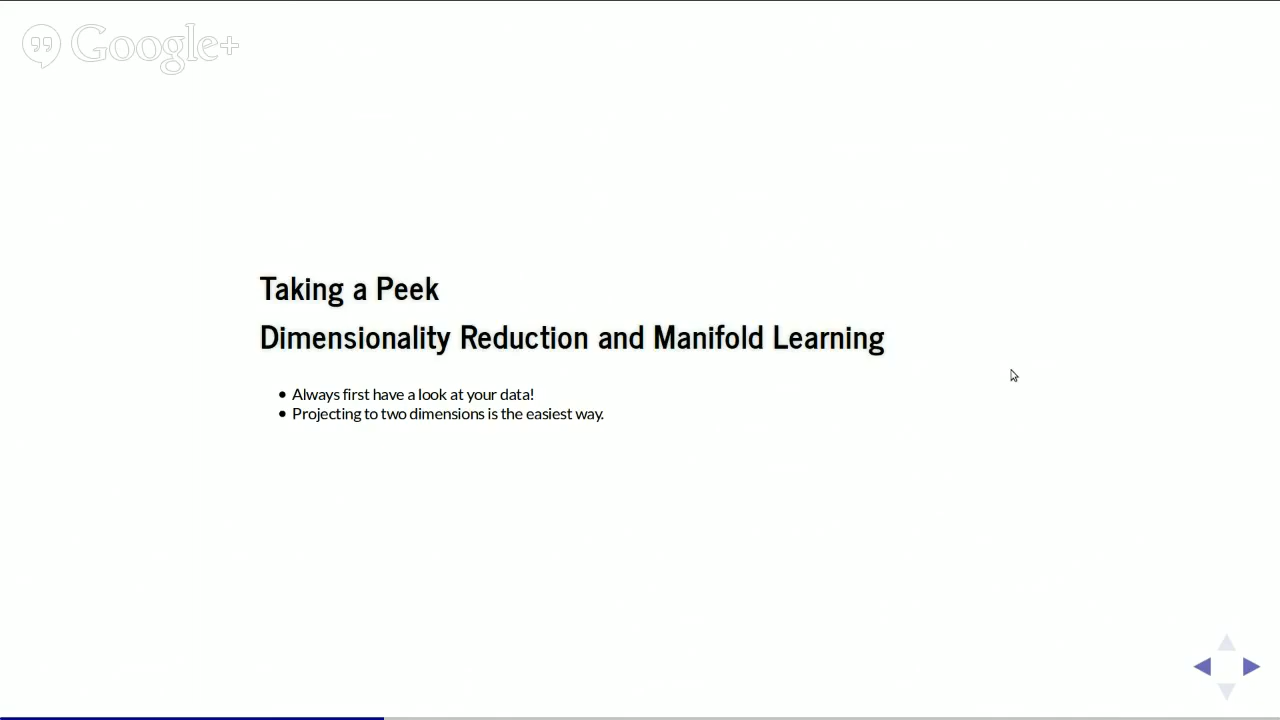 Google+
Taking a Peek
Dimensionality Reduction and Manifold Learning
Always first have a look at your data!
Projecting to two dimensions is the easiest way.